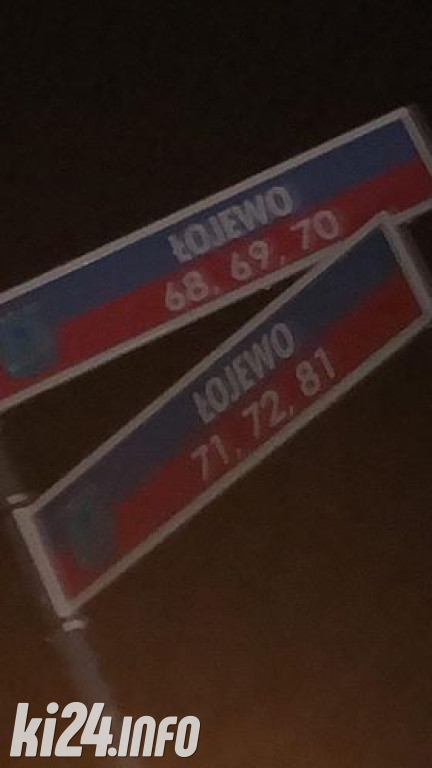 ŁOJEWO
68, 69, 70
ŁOJEWO
71, 72, 81
ki24.INFO